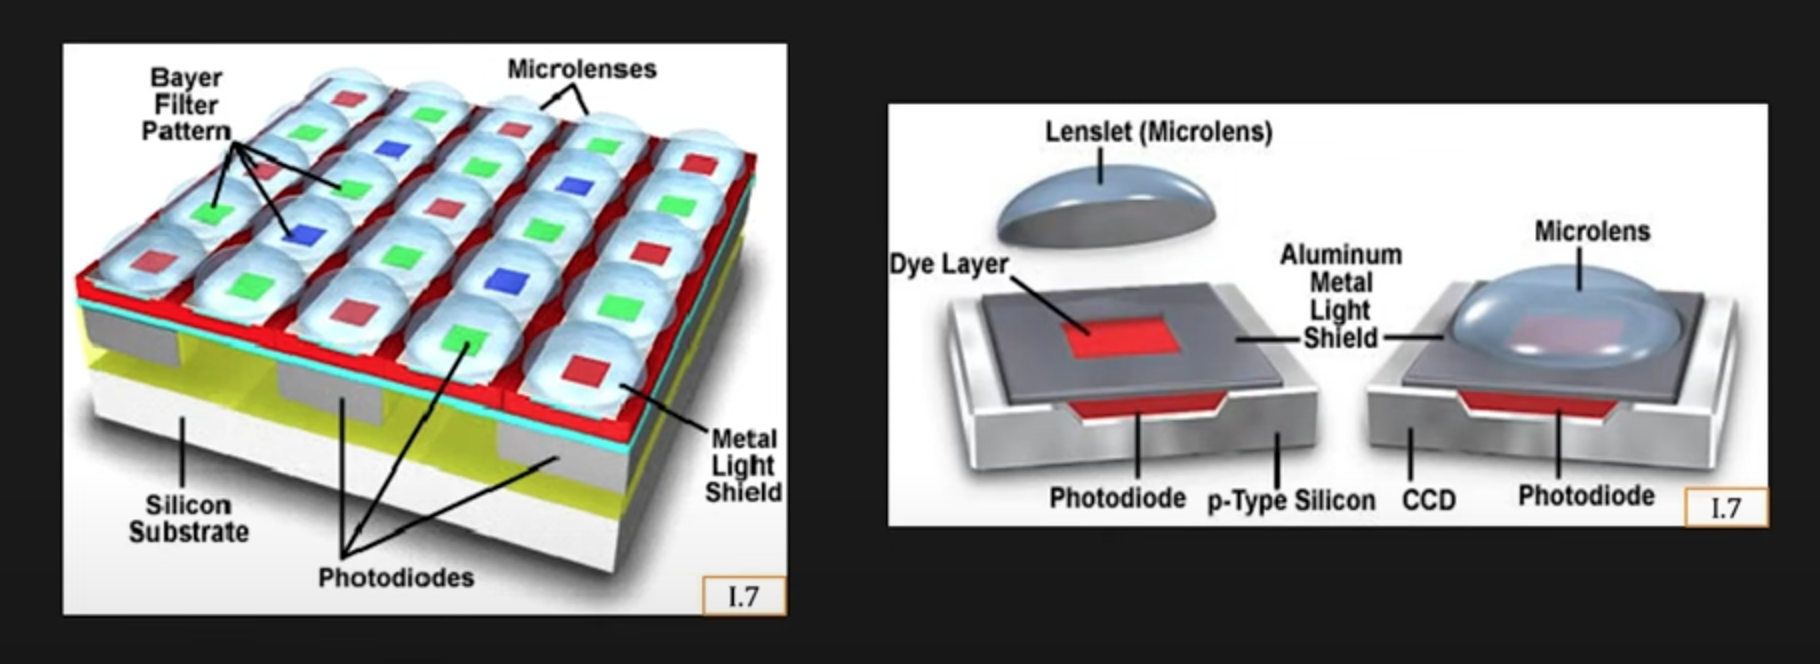 Bayer
Filter
Pattern
Microlenses
Metal
Light
Shield
Silicon
Substrate
Photodiodes
I.7
Lenslet (Microlens)
Dye Layer
Aluminum
Metal
Light
Shield
Microlens
Photodiode
p-Type Silicon
CCD
Photodiode
I.7